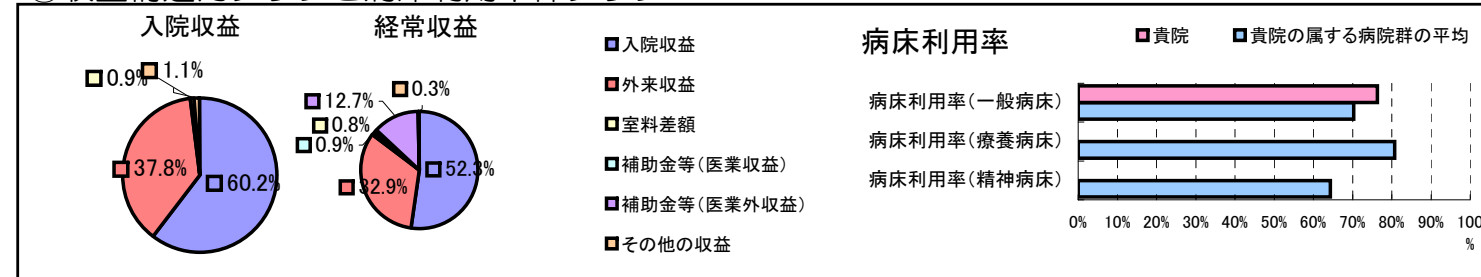 入院収益
0.9%
1.1%
37.8%
60.2%
経常収益
0.3%
12.7%
0.8%
0.9%
32.9%
52.3%
入院収益
外来収益
室料差額
補助金等(医業収益)
補助金等(医業外収益)
その他の収益
病床利用率
貴院
貴院の属する病院群の平均
病床利用率(一般病床)
病床利用率(療養病床)
病床利用率(精神病床)
0% 10% 20% 30% 40% 50% 60% 70% 80% 90% 100
%